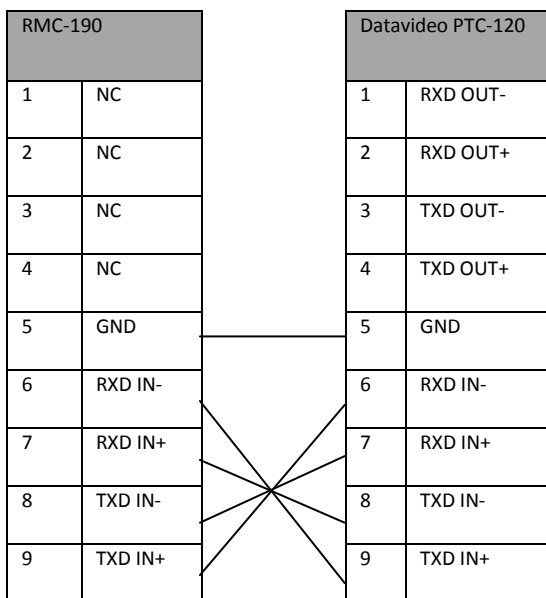 RMC-190 Datavideo PTC-120
1 NC 1 RXD OUT-
2 NC 2 RXD OUT+
3 NC 3 TXD OUT-
4 NC 4 TXD OUT+
5 GND 5 GND
6 RXD IN- 6 RXD IN-
7 RXD IN+ 7 RXD IN+
8 TXD IN- 8 TXD IN-
9 TXD IN+ 9 TXD IN+